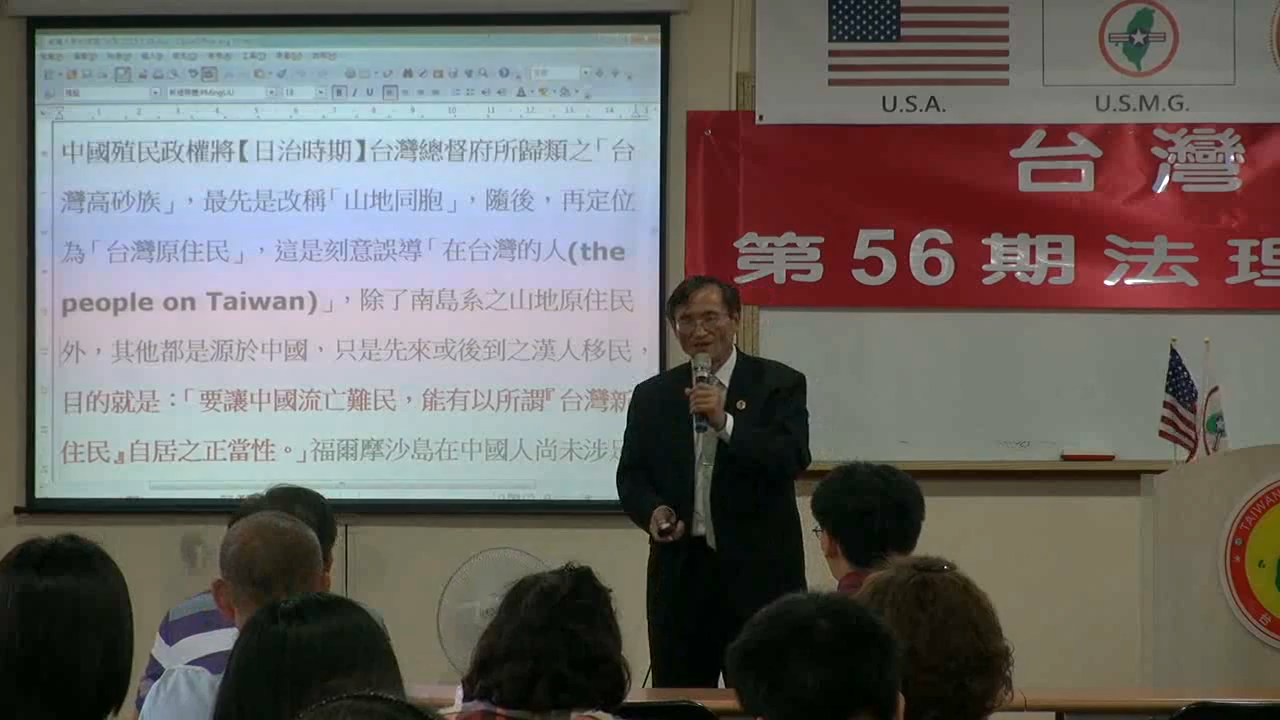 U.S.A.
U.S.M.G.
台灣
第56期法理
中國殖民政權將【日治時期】台灣總督府所歸類之「台
灣高砂族」，最先是改稱「山地同胞」，隨後，再定位
為「台灣原住民」，這是刻意誤導「在台灣的人(the
people on Taiwan)」，除了南島系之山地原住民
外，其他都是源於中國，只是先來或後到之漢人移民，
目的就是：「要讓中國流亡難民，能有以所謂『台灣新
住民』自居之正當性。」福爾摩沙島在中國人尚未涉足
TAIWAN
台